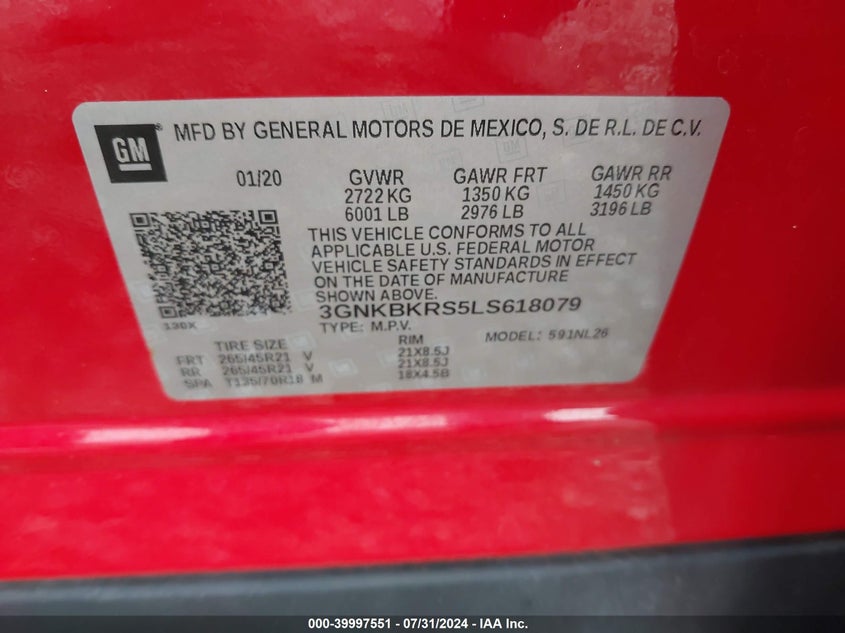 GM
MFD BY GENERAL MOTORS DE MEXICO, S. DE R.L. DE C.V.
01/20 GVWR GAWR FRT GAWR RR
2722 KG 1350 KG 1450 KG
6001 LB 2976 LB 3196 LB
THIS VEHICLE CONFORMS TO ALL
APPLICABLE U.S. FEDERAL MOTOR
VEHICLE SAFETY STANDARDS IN EFFECT
ON THE DATE OF MANUFACTURE
SHOWN ABOVE.
3GNKBKRS5LS618079
130X TYPE: M.P.V. MODEL: 591NL26
TIRE SIZE RIM
FRT 265/45R21 V 21X8.5J
RR 265/45R21 V 21X8.5J
SPA T135/70R18 M 18X4.5B
000-39997551 - 07/31/2024 - IAA Inc.